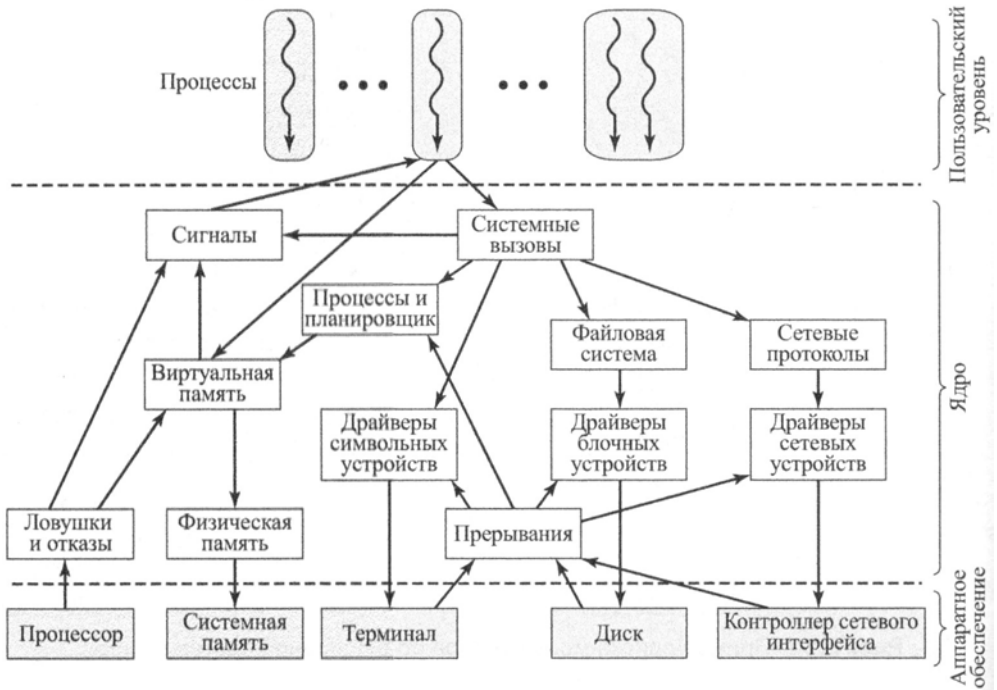 Процессы
Пользовательский
уровень
Сигналы
Системные
вызовы
Процессы и
планировщик
Файловая
система
Сетевые
протоколы
Виртуальная
память
Ядро
Драйверы
символьных
устройств
Драйверы
блочных
устройств
Драйверы
сетевых
устройств
Ловушки
и отказы
Физическая
память
Прерывания
Процессор
Системная
память
Терминал
Диск
Контроллер сетевого
интерфейса
Аппаратное
обеспечение